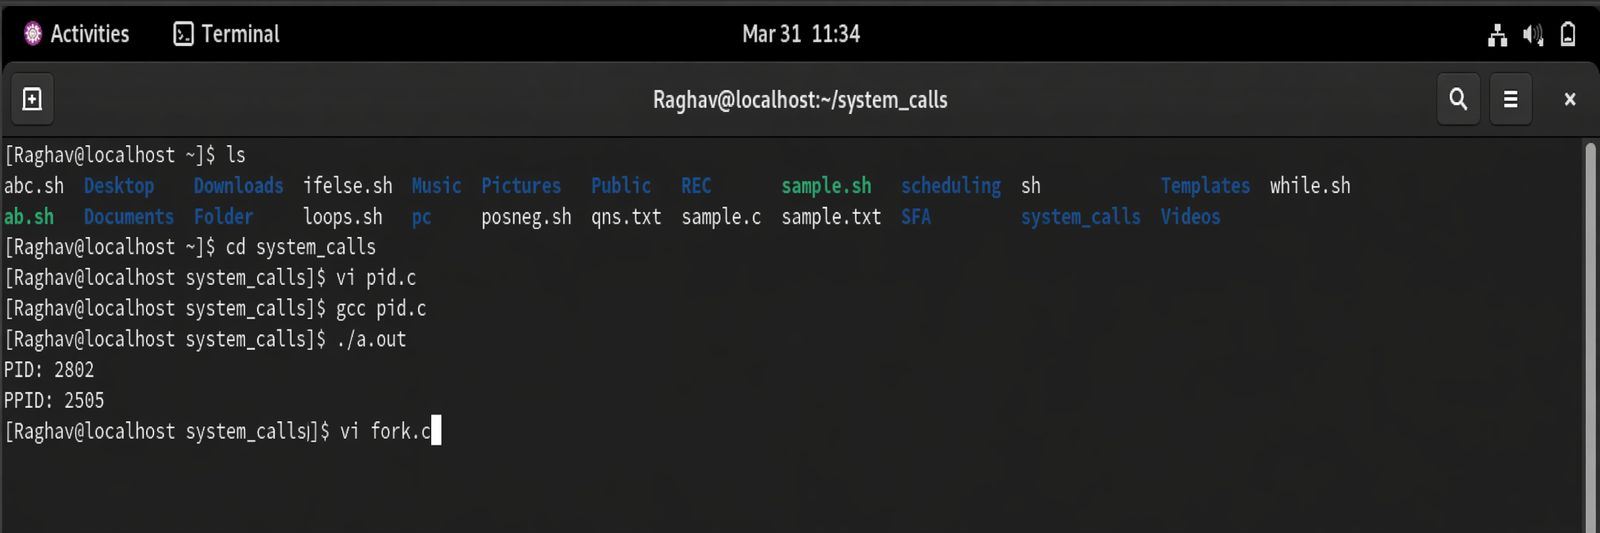 Activities Terminal Mar 31 11:34
Raghav@localhost:~/system_calls
[Raghav@localhost ~]$ ls
abc.sh Desktop Downloads ifelse.sh Music Pictures Public REC sample.sh scheduling sh Templates while.sh
ab.sh Documents Folder loops.sh pc posneg.sh qns.txt sample.c sample.txt SFA system_calls Videos
[Raghav@localhost ~]$ cd system_calls
[Raghav@localhost system_calls]$ vi pid.c
[Raghav@localhost system_calls]$ gcc pid.c
[Raghav@localhost system_calls]$ ./a.out
PID: 2802
PPID: 2505
[Raghav@localhost system_calls]$ vi fork.c